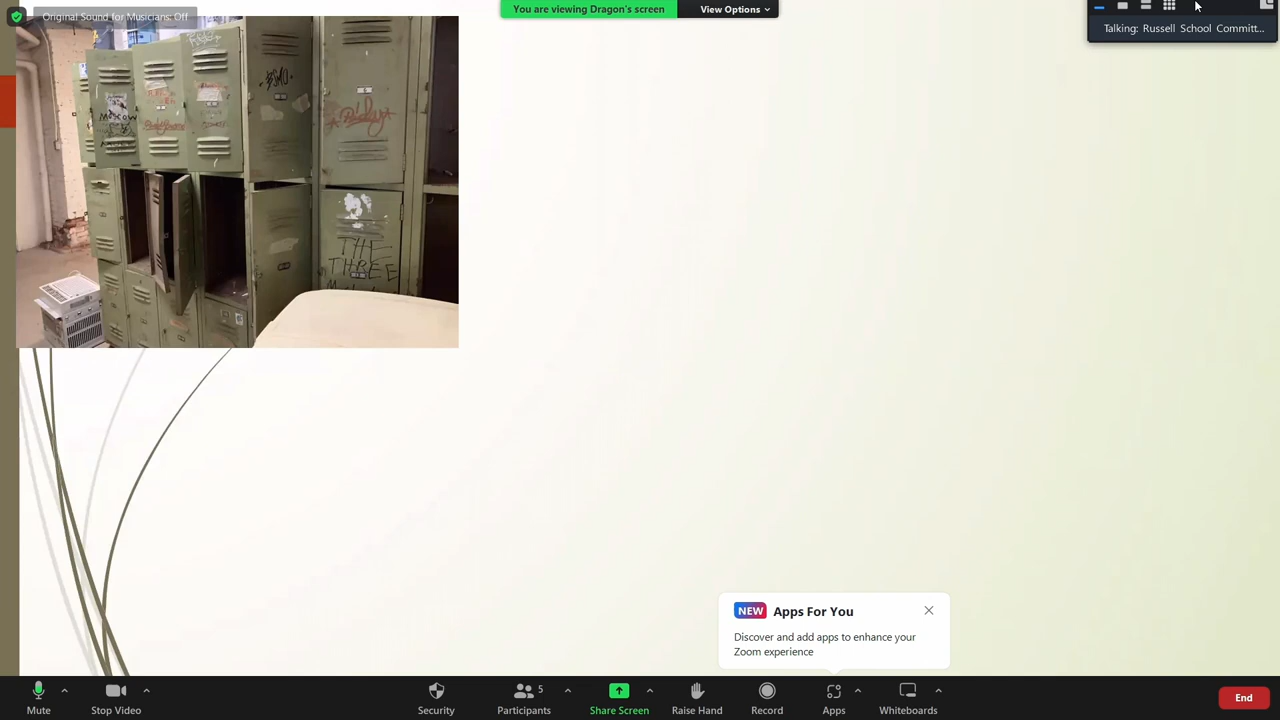 Original Sound for Musicians: Off
You are viewing Dragon's screen
View Options
Talking: Russell School Committ...
Moscow
THE
THREE
NEW
Apps For You
Discover and add apps to enhance your
Zoom experience
Mute
Stop Video
Security
Participants
5
Share Screen
Raise Hand
Record
Apps
Whiteboards
End